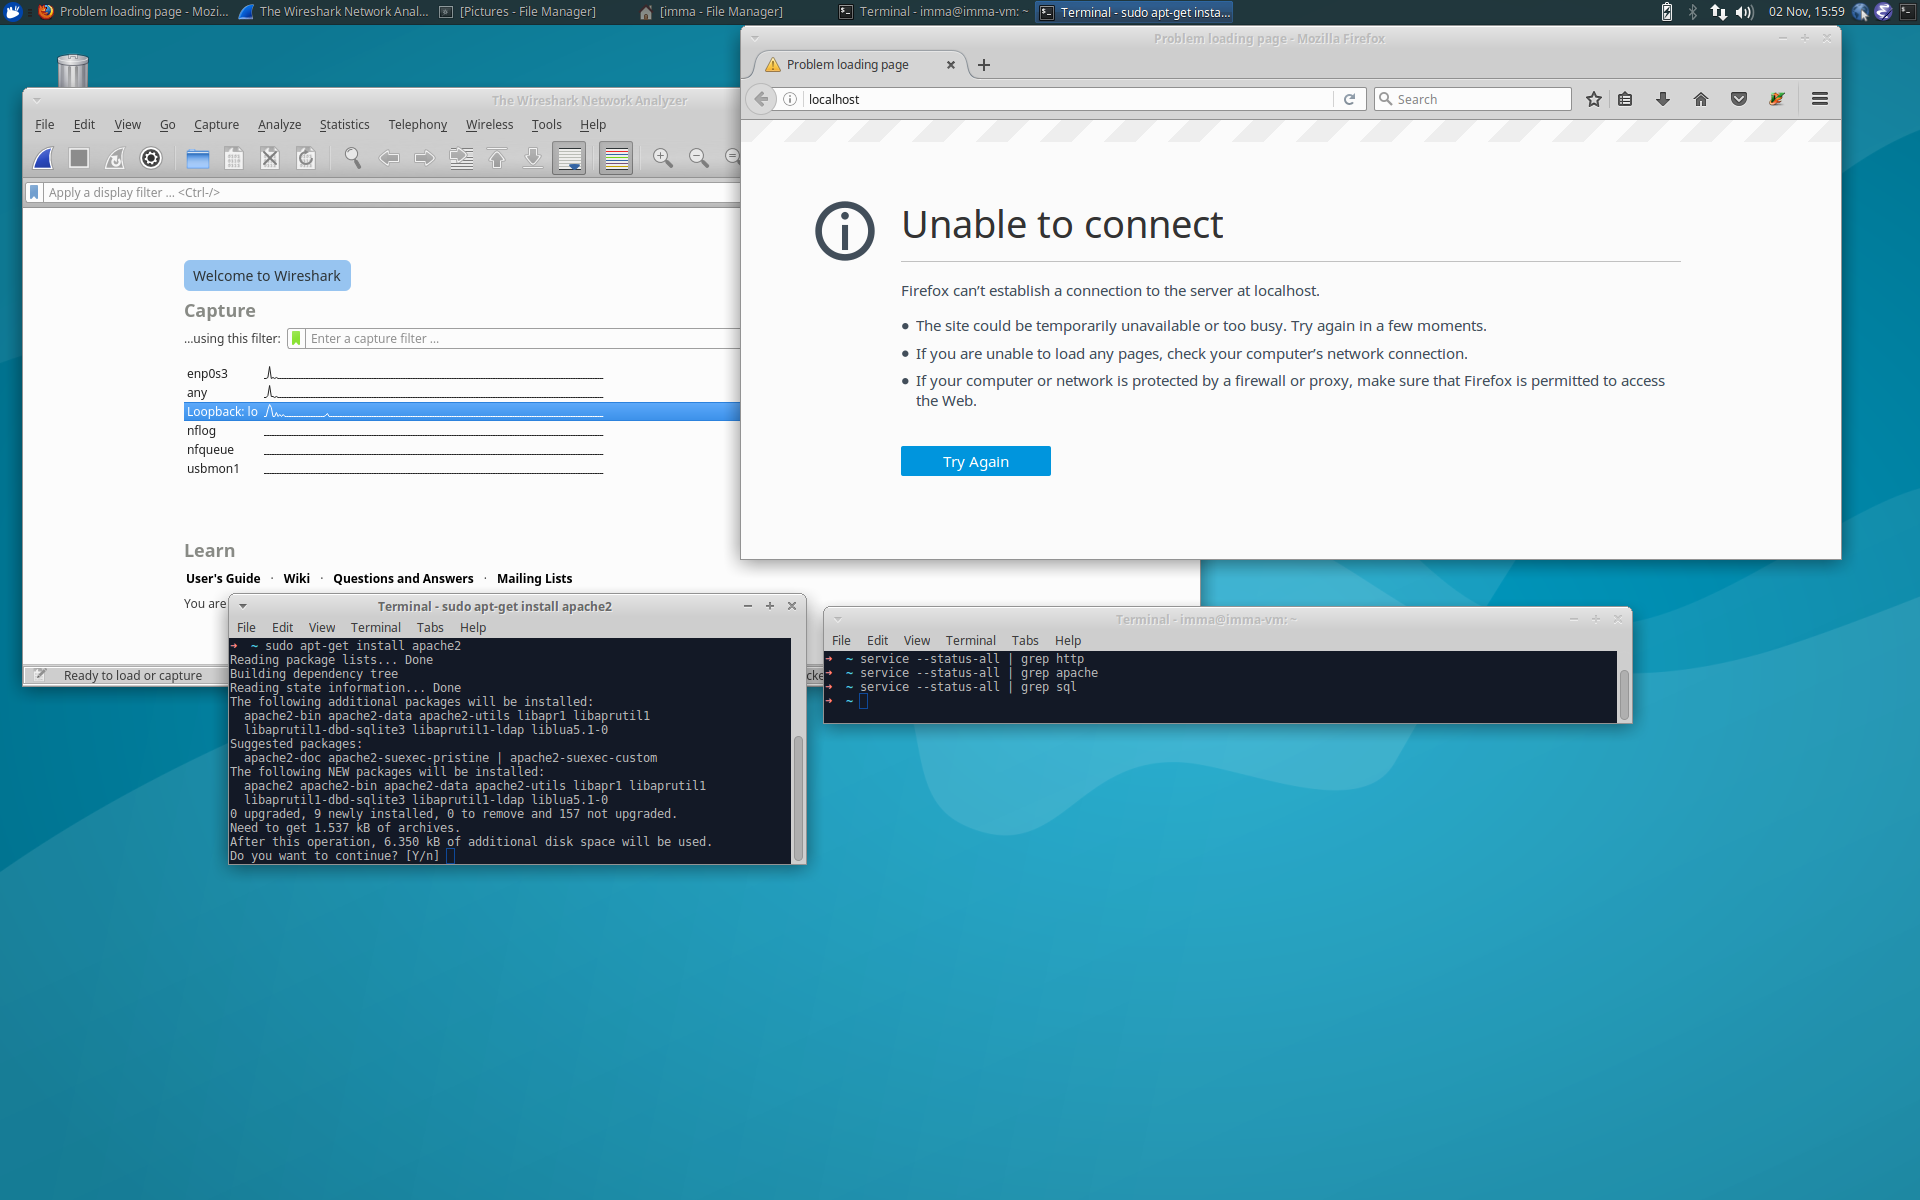 Problem loading page - Mozi...
The Wireshark Network Anal...
[Pictures - File Manager]
[imma - File Manager]
Terminal - imma@imma-vm: ~
Terminal - sudo apt-get insta...
02 Nov, 15:59
The Wireshark Network Analyzer
File Edit View Go Capture Analyze Statistics Telephony Wireless Tools Help
Apply a display filter ... <Ctrl-/>
Welcome to Wireshark
Capture
...using this filter: Enter a capture filter ...
enp0s3
any
Loopback: lo
nflog
nfqueue
usbmon1
Learn
User's Guide · Wiki · Questions and Answers · Mailing Lists
You are
Ready to load or capture
Problem loading page - Mozilla Firefox
Problem loading page
localhost
Search
Unable to connect
Firefox can’t establish a connection to the server at localhost.
• The site could be temporarily unavailable or too busy. Try again in a few moments.
• If you are unable to load any pages, check your computer’s network connection.
• If your computer or network is protected by a firewall or proxy, make sure that Firefox is permitted to access
the Web.
Try Again
Terminal - sudo apt-get install apache2
File Edit View Terminal Tabs Help
➜ ~ sudo apt-get install apache2
Reading package lists... Done
Building dependency tree
Reading state information... Done
The following additional packages will be installed:
apache2-bin apache2-data apache2-utils libapr1 libaprutil1
libaprutil1-dbd-sqlite3 libaprutil1-ldap liblua5.1-0
Suggested packages:
apache2-doc apache2-suexec-pristine | apache2-suexec-custom
The following NEW packages will be installed:
apache2 apache2-bin apache2-data apache2-utils libapr1 libaprutil1
libaprutil1-dbd-sqlite3 libaprutil1-ldap liblua5.1-0
0 upgraded, 9 newly installed, 0 to remove and 157 not upgraded.
Need to get 1.537 kB of archives.
After this operation, 6.350 kB of additional disk space will be used.
Do you want to continue? [Y/n]
Terminal - imma@imma-vm: ~
File Edit View Terminal Tabs Help
➜ ~ service --status-all | grep http
➜ ~ service --status-all | grep apache
➜ ~ service --status-all | grep sql
➜ ~